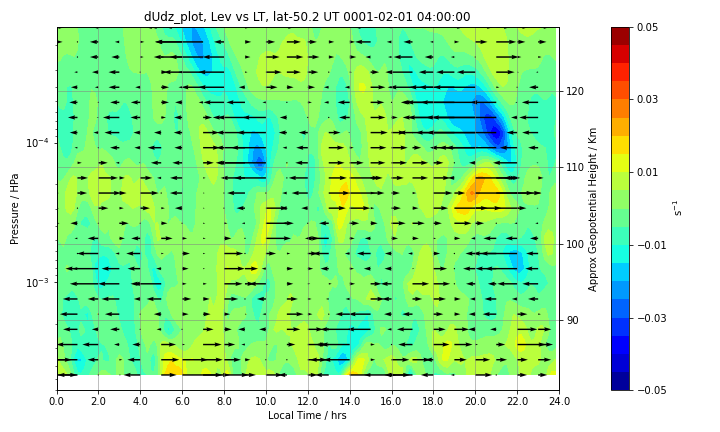 dUdz_plot, Lev vs LT, lat-50.2 UT 0001-02-01 04:00:00
Pressure / HPa
10⁻⁴
10⁻³
0.0 2.0 4.0 6.0 8.0 10.0 12.0 14.0 16.0 18.0 20.0 22.0 24.0
Local Time / hrs
120
110
100
90
Approx Geopotential Height / Km
0.05
0.03
0.01
−0.01
−0.03
−0.05
s⁻¹